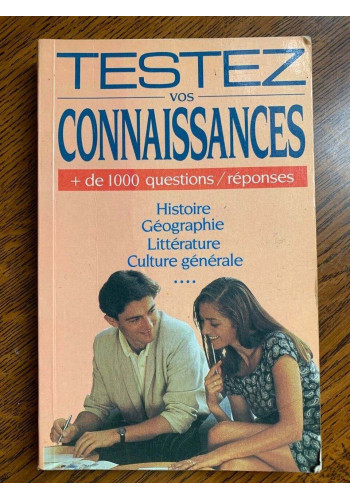 TESTEZ
VOS
CONNAISSANCES
+ de 1000 questions/réponses
Histoire
Géographie
Littérature
Culture générale
....